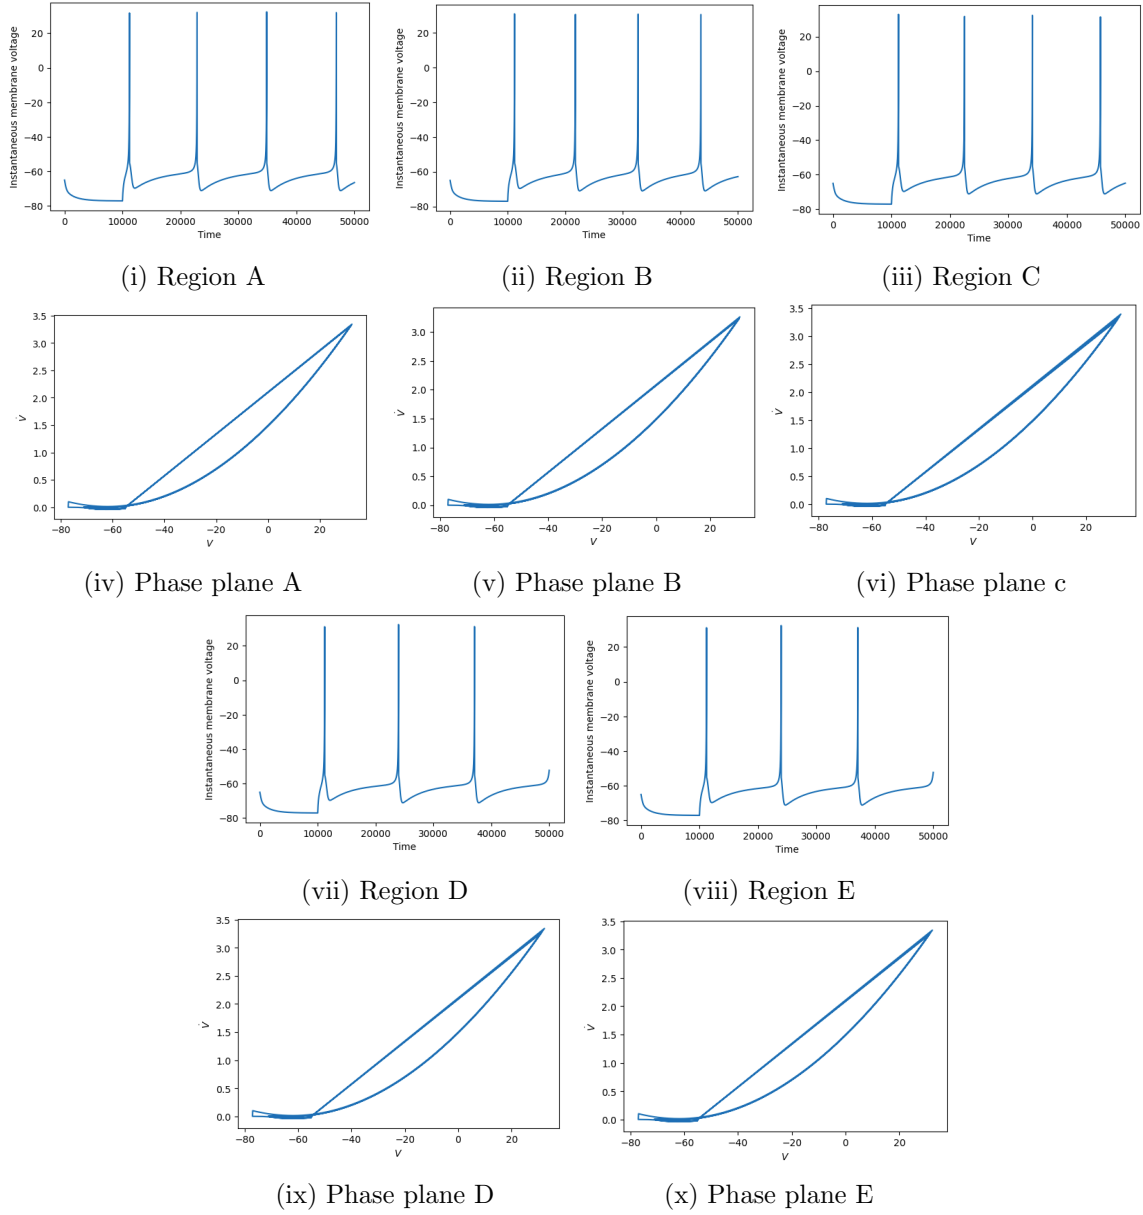 Instantaneous membrane voltage
20
0
−20
−40
−60
−80
0 10000 20000 30000 40000 50000
Time
(i) Region A
Instantaneous membrane voltage
20
0
−20
−40
−60
−80
0 10000 20000 30000 40000 50000
Time
(ii) Region B
Instantaneous membrane voltage
20
0
−20
−40
−60
−80
0 10000 20000 30000 40000 50000
Time
(iii) Region C
V̇
3.5
3.0
2.5
2.0
1.5
1.0
0.5
0.0
−80 −60 −40 −20 0 20
V
(iv) Phase plane A
V̇
3.0
2.5
2.0
1.5
1.0
0.5
0.0
−80 −60 −40 −20 0 20
V
(v) Phase plane B
V̇
3.5
3.0
2.5
2.0
1.5
1.0
0.5
0.0
−80 −60 −40 −20 0 20
V
(vi) Phase plane c
Instantaneous membrane voltage
20
0
−20
−40
−60
−80
0 10000 20000 30000 40000 50000
Time
(vii) Region D
Instantaneous membrane voltage
20
0
−20
−40
−60
−80
0 10000 20000 30000 40000 50000
Time
(viii) Region E
V̇
3.5
3.0
2.5
2.0
1.5
1.0
0.5
0.0
−80 −60 −40 −20 0 20
V
(ix) Phase plane D
V̇
3.5
3.0
2.5
2.0
1.5
1.0
0.5
0.0
−80 −60 −40 −20 0 20
V
(x) Phase plane E